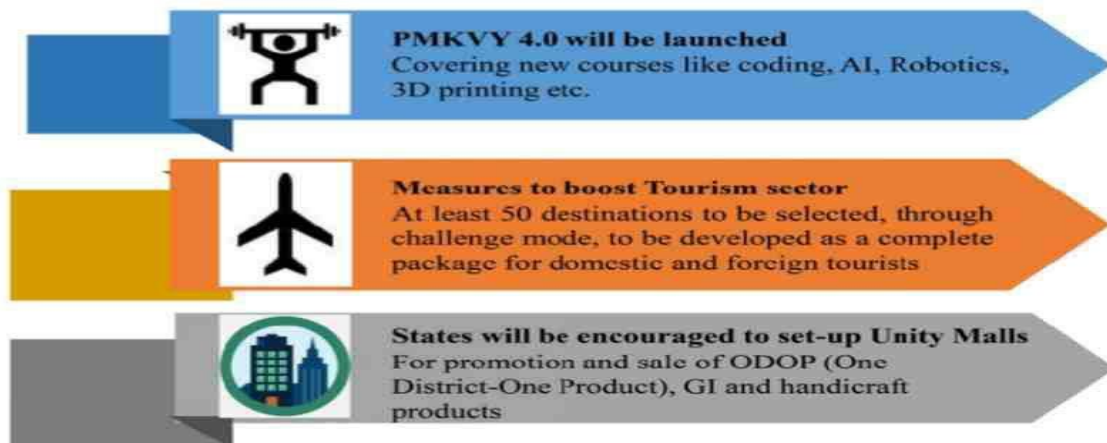 PMKVY 4.0 will be launched
Covering new courses like coding, AI, Robotics,
3D printing etc.
Measures to boost Tourism sector
At least 50 destinations to be selected, through
challenge mode, to be developed as a complete
package for domestic and foreign tourists
States will be encouraged to set-up Unity Malls
For promotion and sale of ODOP (One
District-One Product), GI and handicraft
products